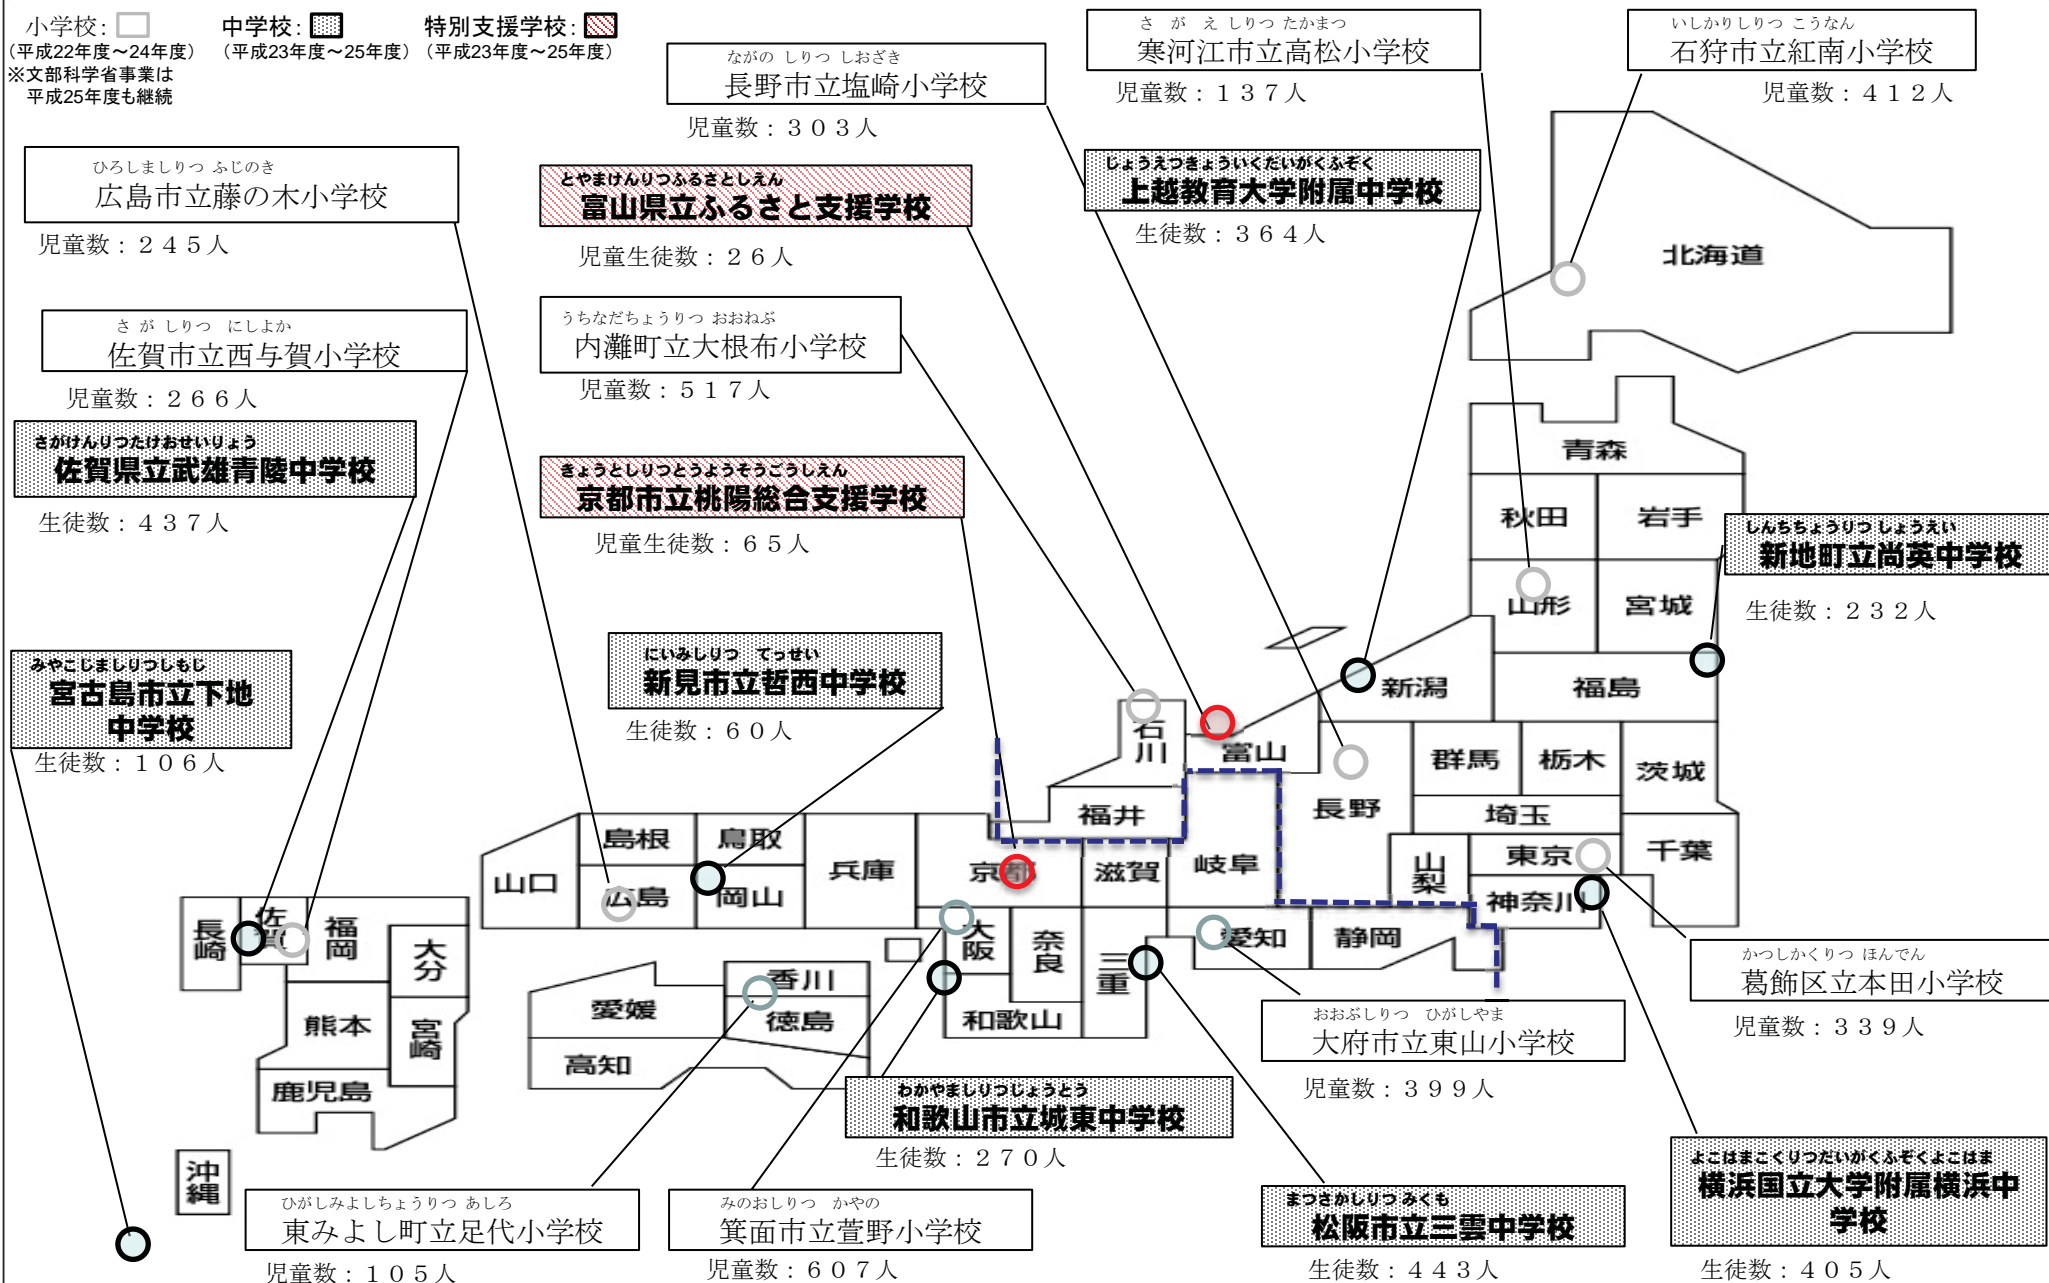 小学校：
（平成22年度～24年度）
※文部科学省事業は
平成25年度も継続
中学校：
（平成23年度～25年度）
特別支援学校：
（平成23年度～25年度）
ながの しりつ しおざき
長野市立塩崎小学校
児童数：３０３人
さ が え しりつ たかまつ
寒河江市立高松小学校
児童数：１３７人
いしかりしりつ こうなん
石狩市立紅南小学校
児童数：４１２人
ひろしましりつ ふじのき
広島市立藤の木小学校
児童数：２４５人
とやまけんりつふるさとしえん
富山県立ふるさと支援学校
児童生徒数：２６人
じょうえつきょういくだいがくふぞく
上越教育大学附属中学校
生徒数：３６４人
さ が しりつ にしよか
佐賀市立西与賀小学校
児童数：２６６人
うちなだちょうりつ おおねぶ
内灘町立大根布小学校
児童数：５１７人
さがけんりつたけおせいりょう
佐賀県立武雄青陵中学校
生徒数：４３７人
きょうとしりつとうようそうごうしえん
京都市立桃陽総合支援学校
児童生徒数：６５人
しんちちょうりつ しょうえい
新地町立尚英中学校
生徒数：２３２人
みやこじましりつしもじ
宮古島市立下地
中学校
生徒数：１０６人
にいみしりつ てっせい
新見市立哲西中学校
生徒数：６０人
北海道
青森
秋田
岩手
山形
宮城
新潟
福島
石川
富山
群馬
栃木
茨城
長野
埼玉
福井
山梨
東京
千葉
神奈川
島根
鳥取
兵庫
京都
滋賀
岐阜
山口
広島
岡山
大阪
奈良
三重
愛知
静岡
和歌山
長崎
佐賀
福岡
大分
熊本
宮崎
鹿児島
沖縄
愛媛
香川
徳島
高知
かつしかくりつ ほんでん
葛飾区立本田小学校
児童数：３３９人
おおぶしりつ ひがしやま
大府市立東山小学校
児童数：３９９人
わかやましりつじょうとう
和歌山市立城東中学校
生徒数：２７０人
よこはまこくりつだいがくふぞくよこはま
横浜国立大学附属横浜中
学校
生徒数：４０５人
まつさかしりつ みくも
松阪市立三雲中学校
生徒数：４４３人
ひがしみよしちょうりつ あしろ
東みよし町立足代小学校
児童数：１０５人
みのおしりつ かやの
箕面市立萱野小学校
児童数：６０７人